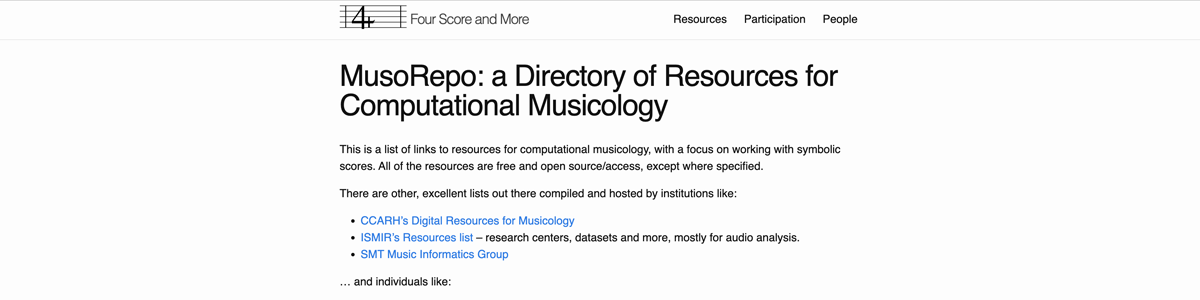 4+ Four Score and More Resources Participation People
MusoRepo: a Directory of Resources for
Computational Musicology
This is a list of links to resources for computational musicology, with a focus on working with symbolic
scores. All of the resources are free and open source/access, except where specified.
There are other, excellent lists out there compiled and hosted by institutions like:
• CCARH’s Digital Resources for Musicology
• ISMIR’s Resources list – research centers, datasets and more, mostly for audio analysis.
• SMT Music Informatics Group
… and individuals like: